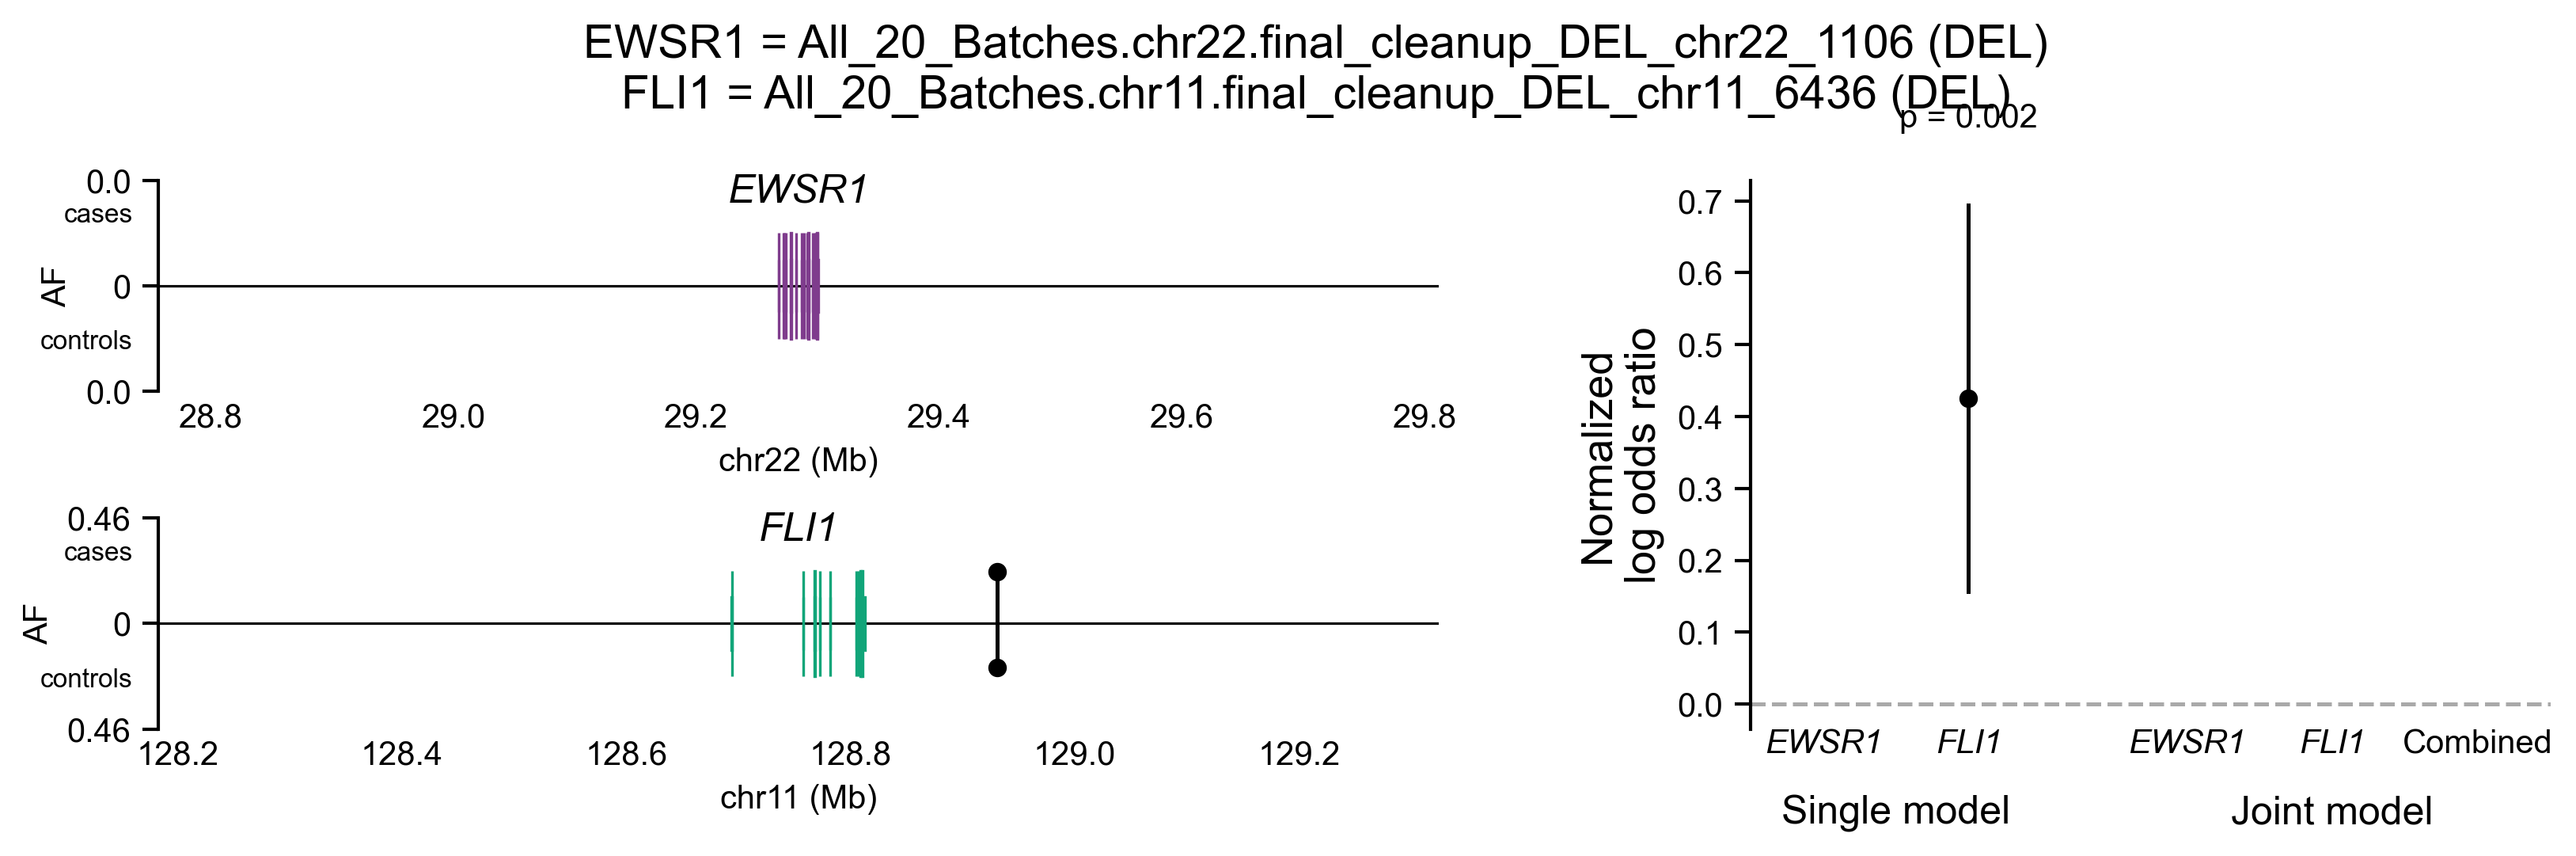 EWSR1 = All_20_Batches.chr22.final_cleanup_DEL_chr22_1106 (DEL)
FLI1 = All_20_Batches.chr11.final_cleanup_DEL_chr11_6436 (DEL)
p = 0.002
EWSR1
0.0
cases
AF
0
controls
0.0
28.8 29.0 29.2 29.4 29.6 29.8
chr22 (Mb)
FLI1
0.46
cases
AF
0
controls
0.46
128.2 128.4 128.6 128.8 129.0 129.2
chr11 (Mb)
Normalized
log odds ratio
0.7
0.6
0.5
0.4
0.3
0.2
0.1
0.0
EWSR1 FLI1 EWSR1 FLI1 Combined
Single model Joint model